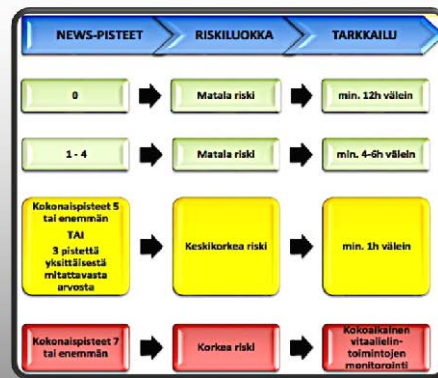 NEWS-PISTEET RISKILUOKKA TARKKAILU
0 Matala riski min. 12h välein
1 - 4 Matala riski min. 4-6h välein
Kokonaispisteet 5
tai enemmän
TAI
3 pistettä
yksittäisestä
mitattavasta
arvosta
Keskikorkea riski
min. 1h välein
Kokonaispisteet 7
tai enemmän
Korkea riski
Kokoaikainen
vitaalielin-
toimintojen
monitorointi